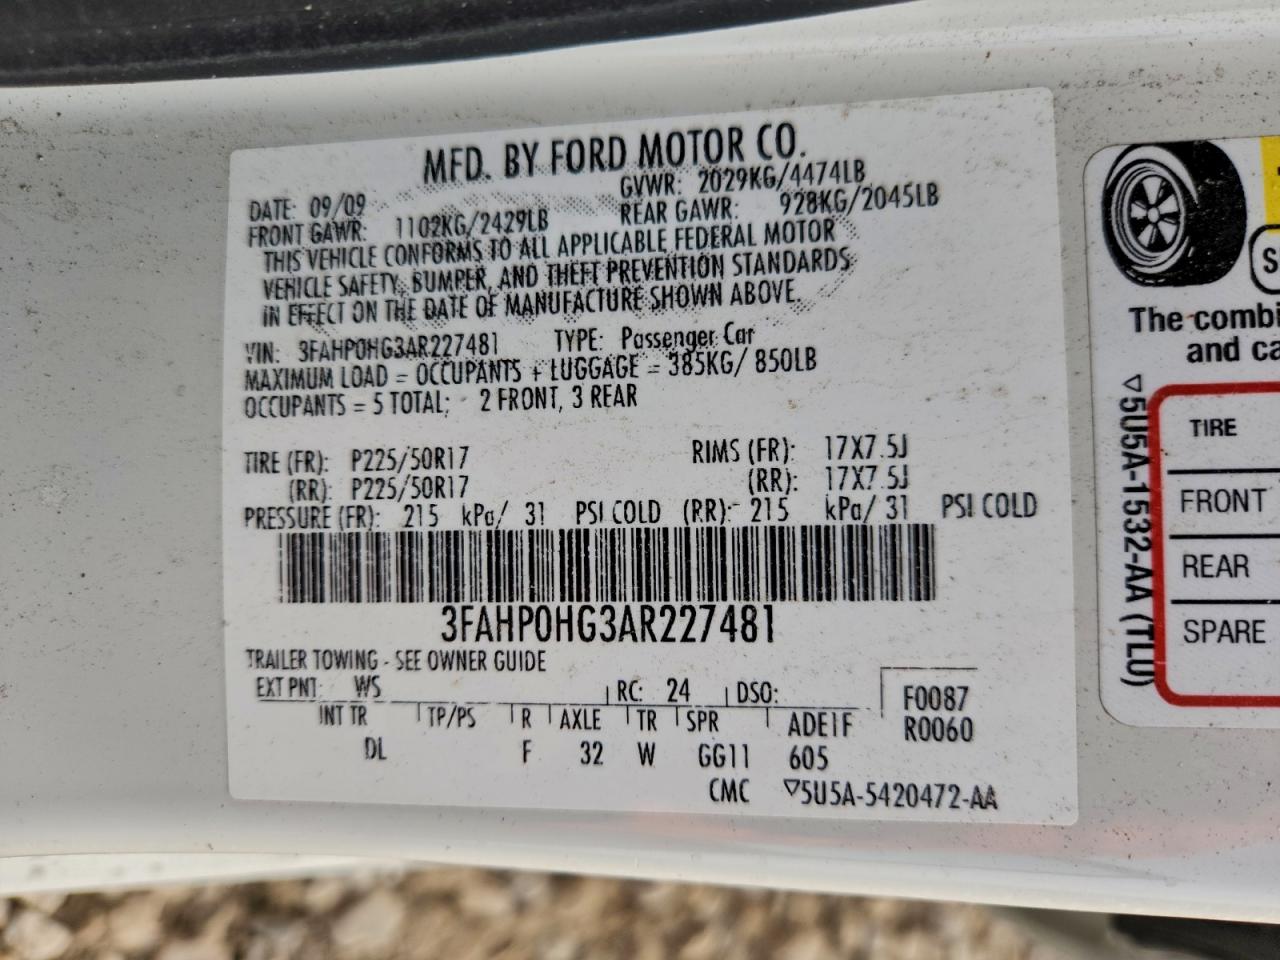 MFD. BY FORD MOTOR CO.
DATE: 09/09 GVWR: 2029KG/4474LB
FRONT GAWR: 1102KG/2429LB REAR GAWR: 928KG/2045LB
THIS VEHICLE CONFORMS TO ALL APPLICABLE FEDERAL MOTOR
VEHICLE SAFETY, BUMPER, AND THEFT PREVENTION STANDARDS
IN EFFECT ON THE DATE OF MANUFACTURE SHOWN ABOVE.
VIN: 3FAHP0HG3AR227481 TYPE: Passenger Car
MAXIMUM LOAD = OCCUPANTS + LUGGAGE = 385KG/ 850LB
OCCUPANTS = 5 TOTAL; 2 FRONT, 3 REAR
TIRE (FR): P225/50R17 RIMS (FR): 17X7.5J
(RR): P225/50R17 (RR): 17X7.5J
PRESSURE (FR): 215 kPa/ 31 PSI COLD (RR): 215 kPa/ 31 PSI COLD
3FAHP0HG3AR227481
TRAILER TOWING - SEE OWNER GUIDE
EXT PNT: WS RC: 24 DSO: F0087
INT TR TP/PS R AXLE TR SPR ADEIF R0060
DL F 32 W GG11 605
CMC ▽5U5A-5420472-AA
The combi
and ca
▽5U5A-1532-AA (TLU)
TIRE
FRONT
REAR
SPARE